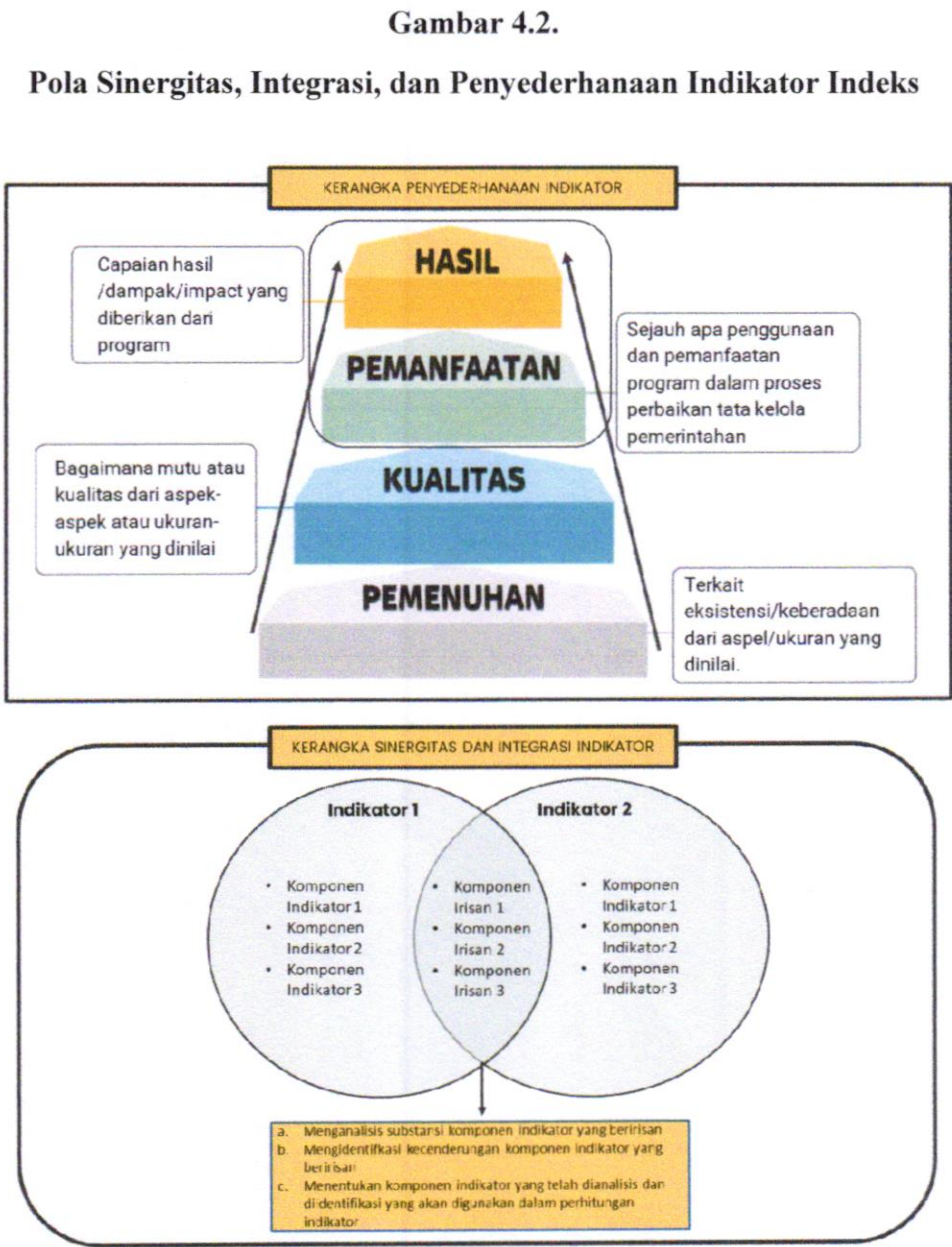 Gambar 4.2.
Pola Sinergitas, Integrasi, dan Penyederhanaan Indikator Indeks
KERANGKA PENYEDERHANAAN INDIKATOR
HASIL
Capaian hasil
/dampak/impact yang
diberikan dari
program
PEMANFAATAN
Sejauh apa penggunaan
dan pemanfaatan
program dalam proses
perbaikan tata kelola
pemerintahan
KUALITAS
Bagaimana mutu atau
kualitas dari aspek-
aspek atau ukuran-
ukuran yang dinilai
PEMENUHAN
Terkait
eksistensi/keberadaan
dari aspel/ukuran yang
dinilai.
KERANGKA SINERGITAS DAN INTEGRASI INDIKATOR
Indikator 1
• Komponen
Indikator 1
• Komponen
Indikator 2
• Komponen
Indikator 3
• Komponen
Irisan 1
• Komponen
Irisan 2
• Komponen
Irisan 3
Indikator 2
• Komponen
Indikator 1
• Komponen
Indikator 2
• Komponen
Indikator 3
a. Menganalisis substansi komponen indikator yang beririsan
b. Mengidentifkasi kecenderungan komponen indikator yang
beririsan
c. Menentukan komponen indikator yang telah dianalisis dan
diidentifikasi yang akan digunakan dalam perhitungan
indikator